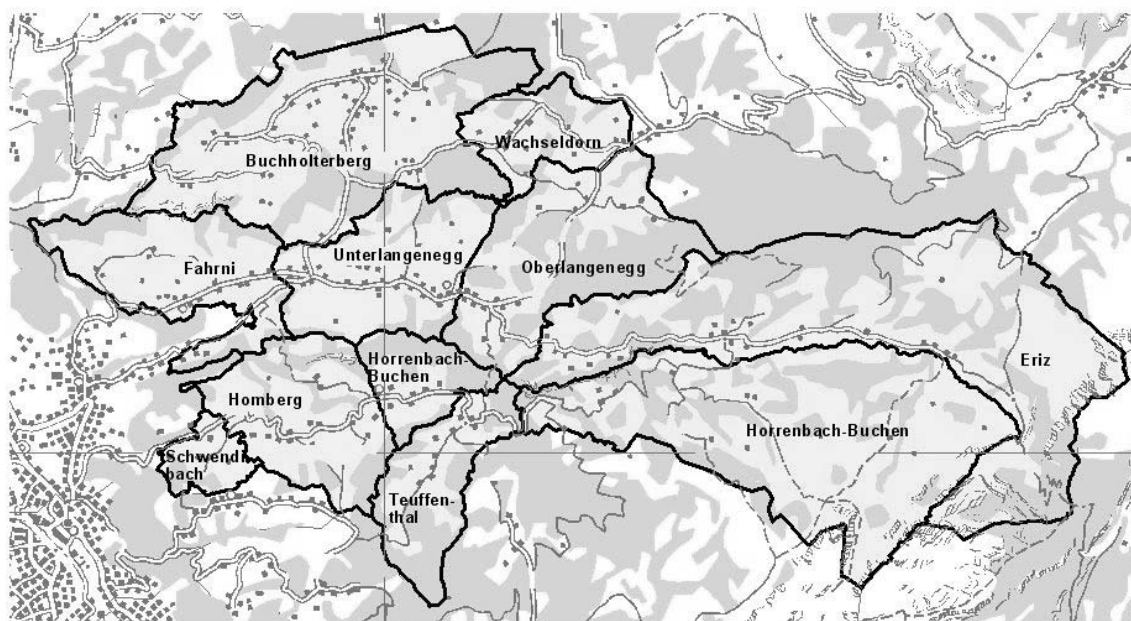 Wachseldorn
Buchholterberg
Unterlangenegg
Fahrni
Oberlangenegg
Horrenbach-
Buchen
Eriz
Homberg
Horrenbach-Buchen
Schwendi
bach
Teuffen-
thal